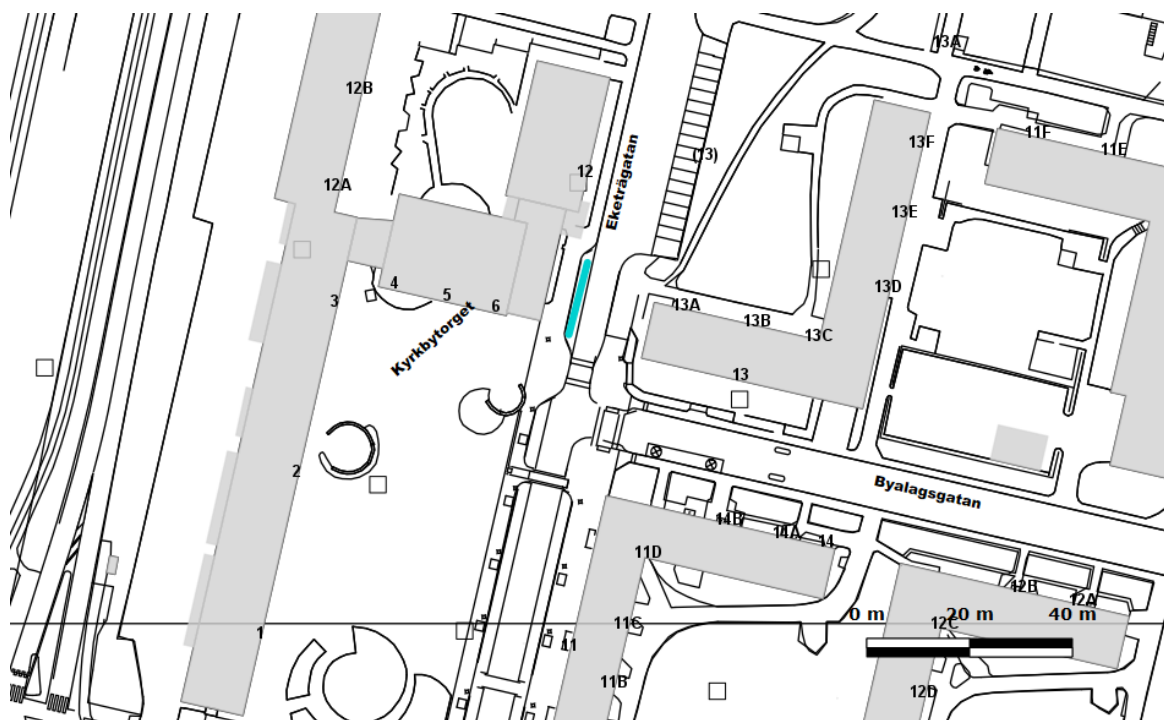 13A
12B
11F
13F
11E
(13)
12
12A
Eketrägatan
13E
4
5
6
3
13D
13A
13B
13C
Kyrkbytorget
13
2
Byalagsgatan
14B
14A
14
11D
12B
12A
0 m 20 m 40 m
1
11C
12C
11
11B
12D